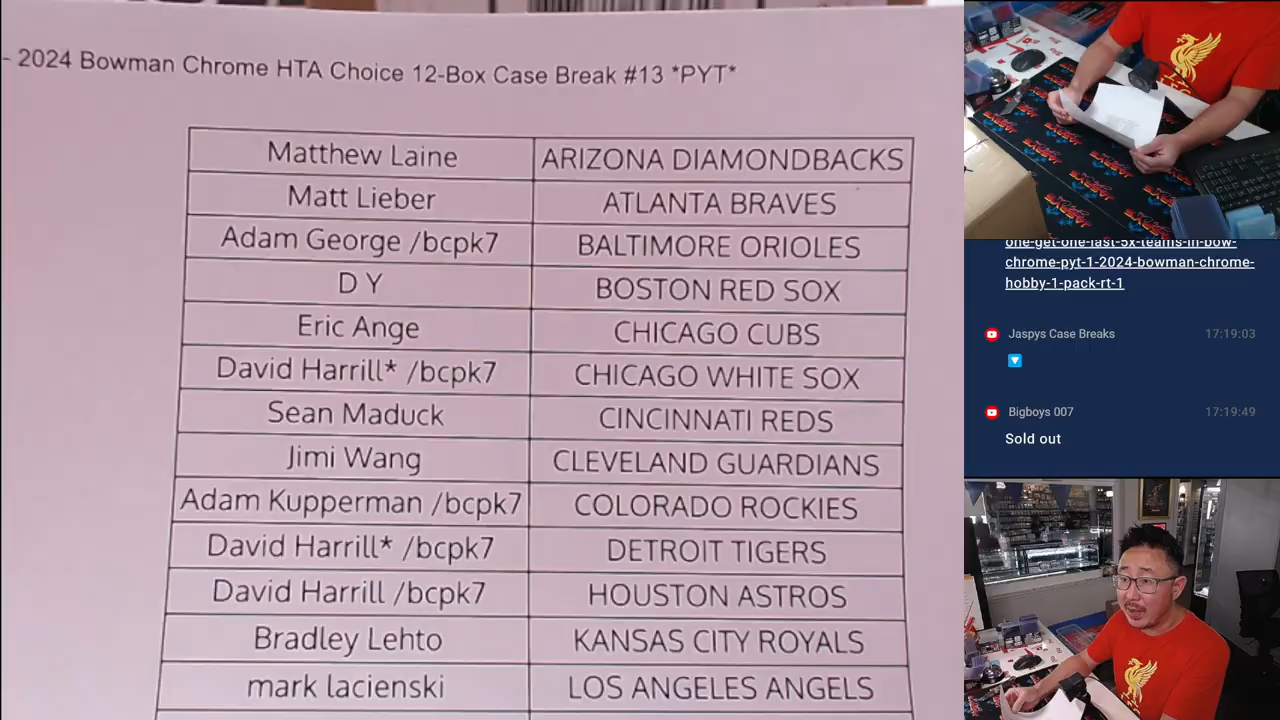 - 2024 Bowman Chrome HTA Choice 12-Box Case Break #13 *PYT*
Matthew Laine ARIZONA DIAMONDBACKS
Matt Lieber ATLANTA BRAVES
Adam George /bcpk7 BALTIMORE ORIOLES
D Y BOSTON RED SOX
Eric Ange CHICAGO CUBS
David Harrill* /bcpk7 CHICAGO WHITE SOX
Sean Maduck CINCINNATI REDS
Jimi Wang CLEVELAND GUARDIANS
Adam Kupperman /bcpk7 COLORADO ROCKIES
David Harrill* /bcpk7 DETROIT TIGERS
David Harrill /bcpk7 HOUSTON ASTROS
Bradley Lehto KANSAS CITY ROYALS
mark lacienski LOS ANGELES ANGELS
one-get-one-last-5x-teams-in-bow-
chrome-pyt-1-2024-bowman-chrome-
hobby-1-pack-rt-1
Jaspys Case Breaks 17:19:03
Bigboys 007 17:19:49
Sold out